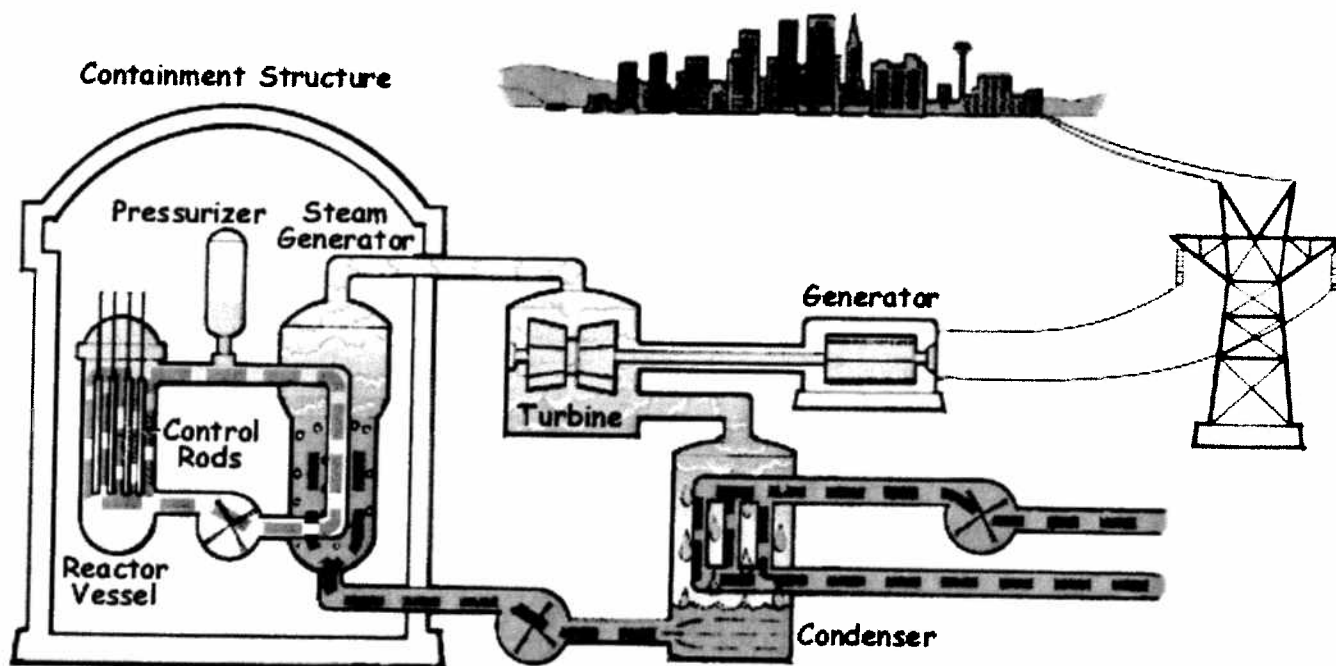 Containment Structure
Pressurizer
Steam
Generator
Generator
Turbine
Control
Rods
Reactor
Vessel
Condenser